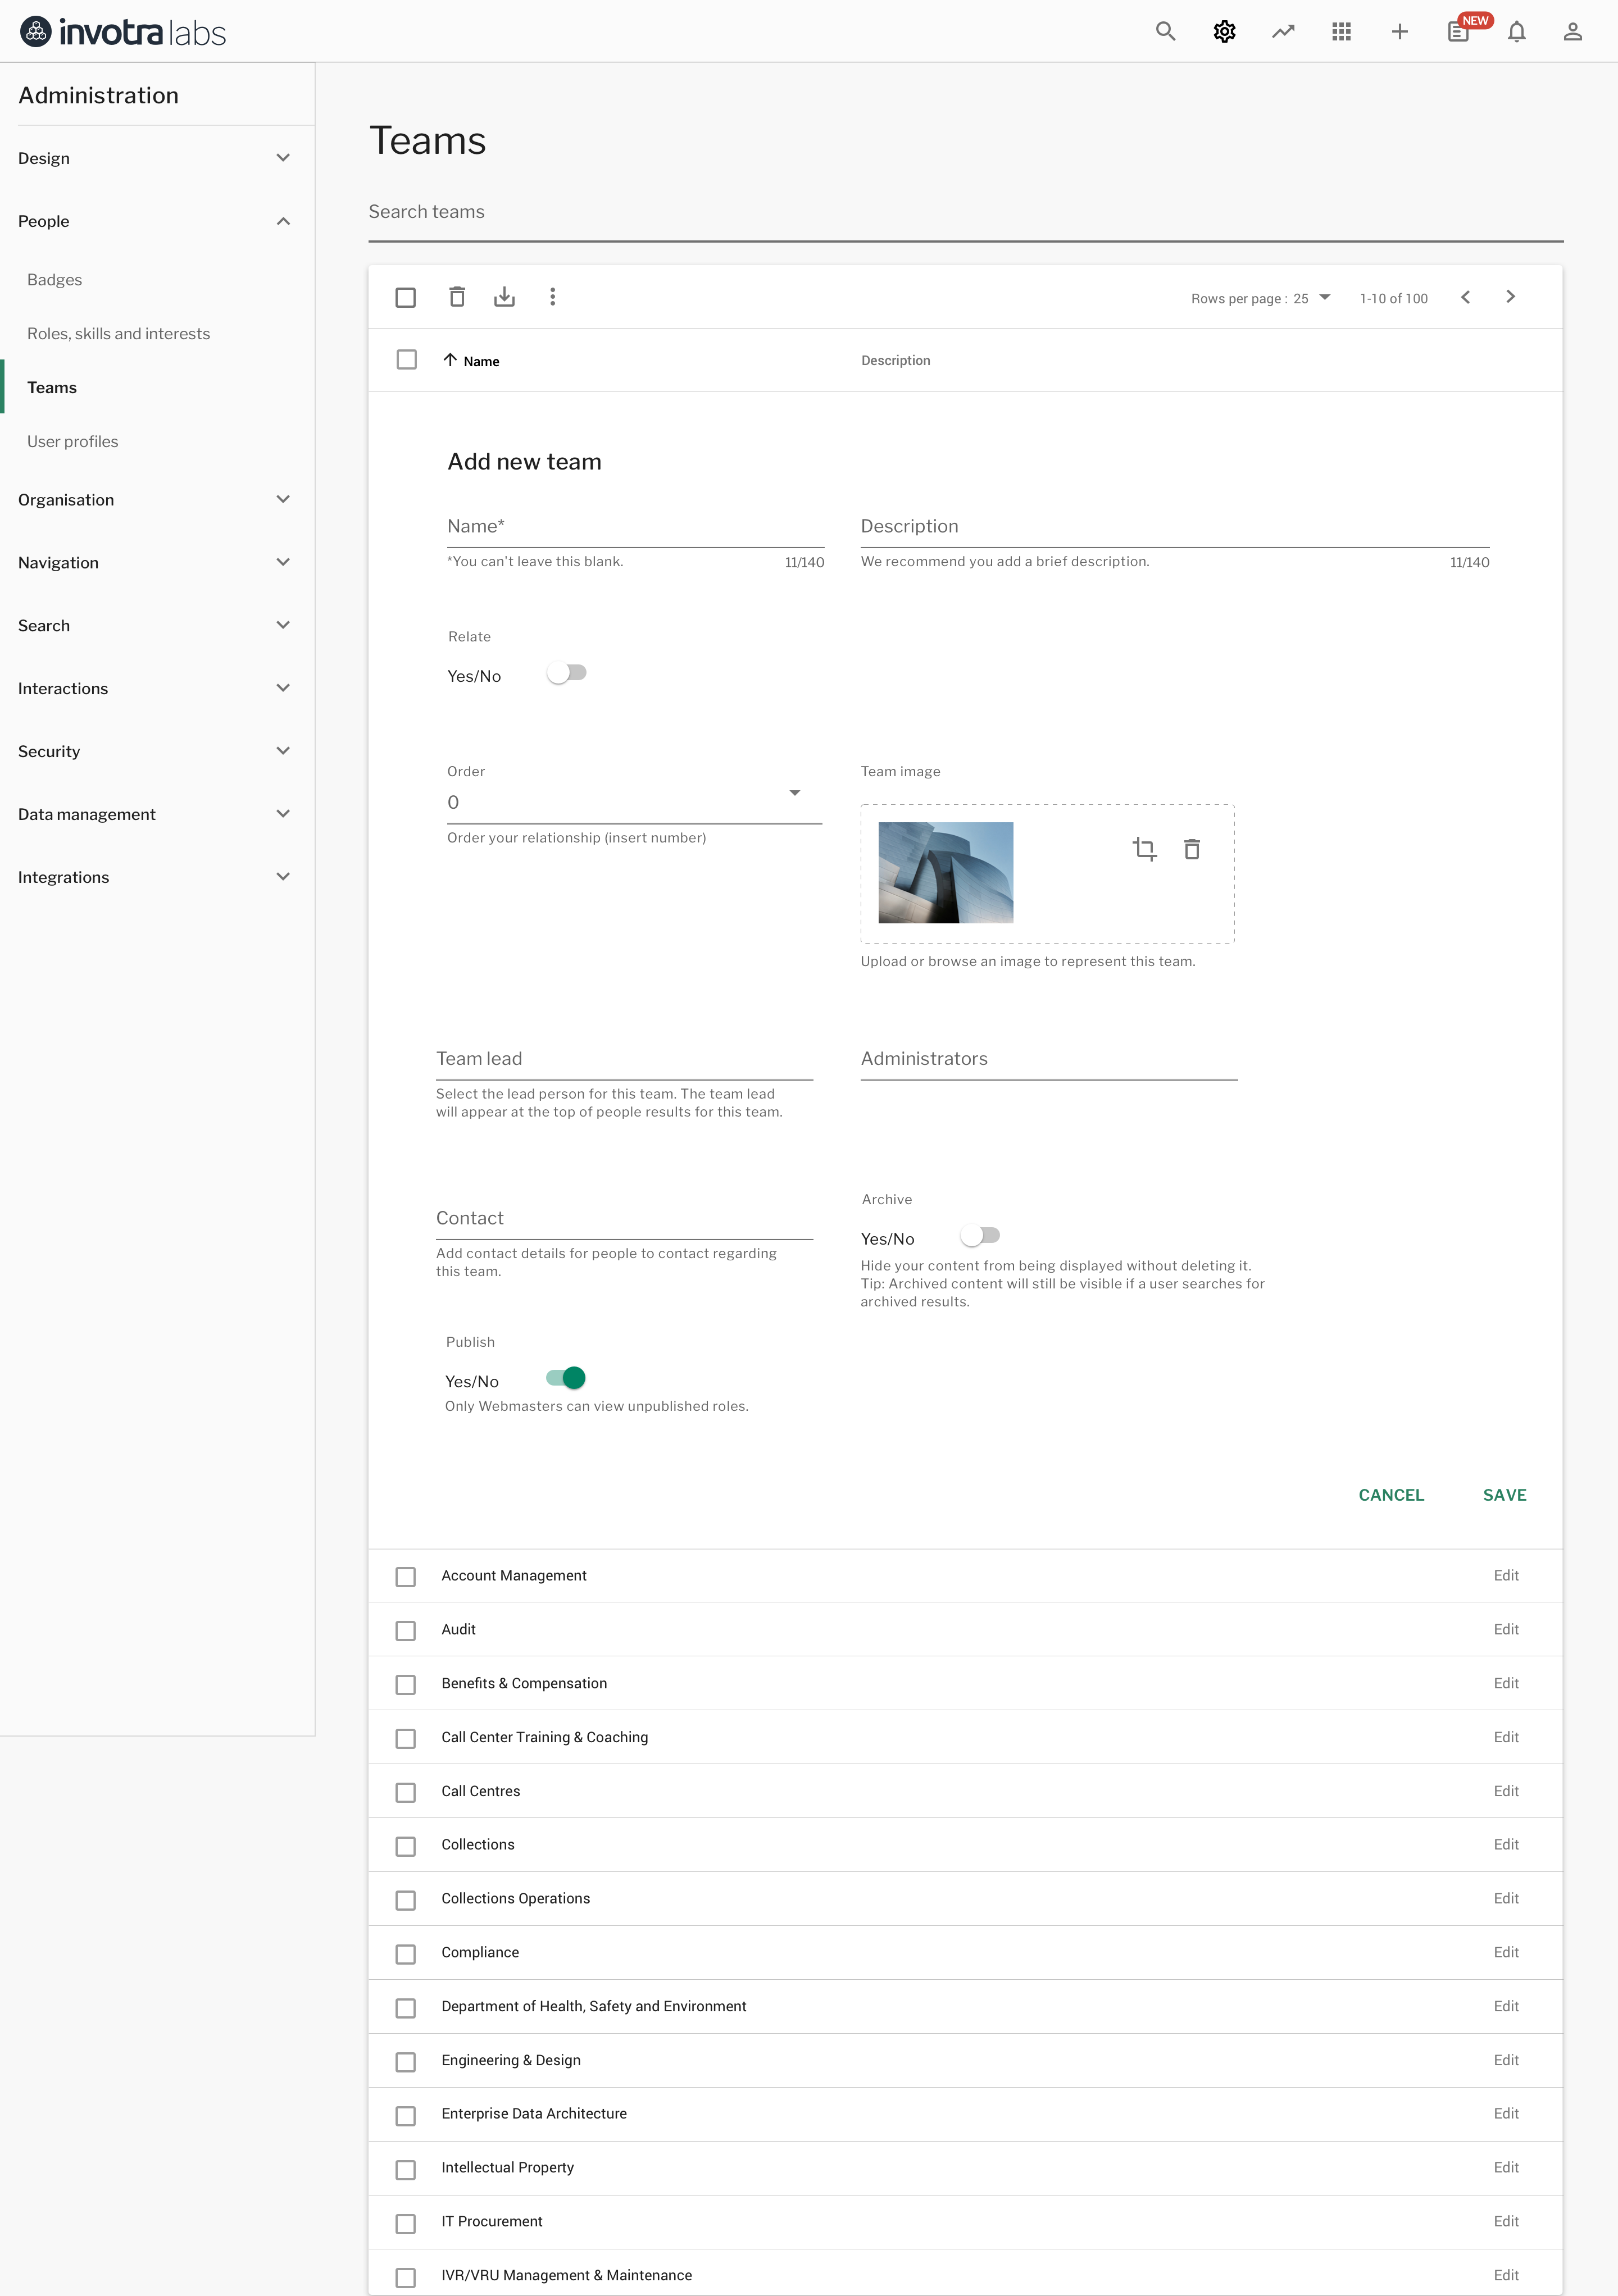 invotra labs
NEW
Administration
Design
People
Badges
Roles, skills and interests
Teams
User profiles
Organisation
Navigation
Search
Interactions
Security
Data management
Integrations
Teams
Search teams
Rows per page : 25
1-10 of 100
Name
Description
Add new team
Name*
*You can't leave this blank.
11/140
Description
We recommend you add a brief description.
11/140
Relate
Yes/No
Order
0
Order your relationship (insert number)
Team image
Upload or browse an image to represent this team.
Team lead
Select the lead person for this team. The team lead
will appear at the top of people results for this team.
Administrators
Contact
Add contact details for people to contact regarding
this team.
Archive
Yes/No
Hide your content from being displayed without deleting it.
Tip: Archived content will still be visible if a user searches for
archived results.
Publish
Yes/No
Only Webmasters can view unpublished roles.
CANCEL
SAVE
Account Management
Edit
Audit
Edit
Benefits & Compensation
Edit
Call Center Training & Coaching
Edit
Call Centres
Edit
Collections
Edit
Collections Operations
Edit
Compliance
Edit
Department of Health, Safety and Environment
Edit
Engineering & Design
Edit
Enterprise Data Architecture
Edit
Intellectual Property
Edit
IT Procurement
Edit
IVR/VRU Management & Maintenance
Edit